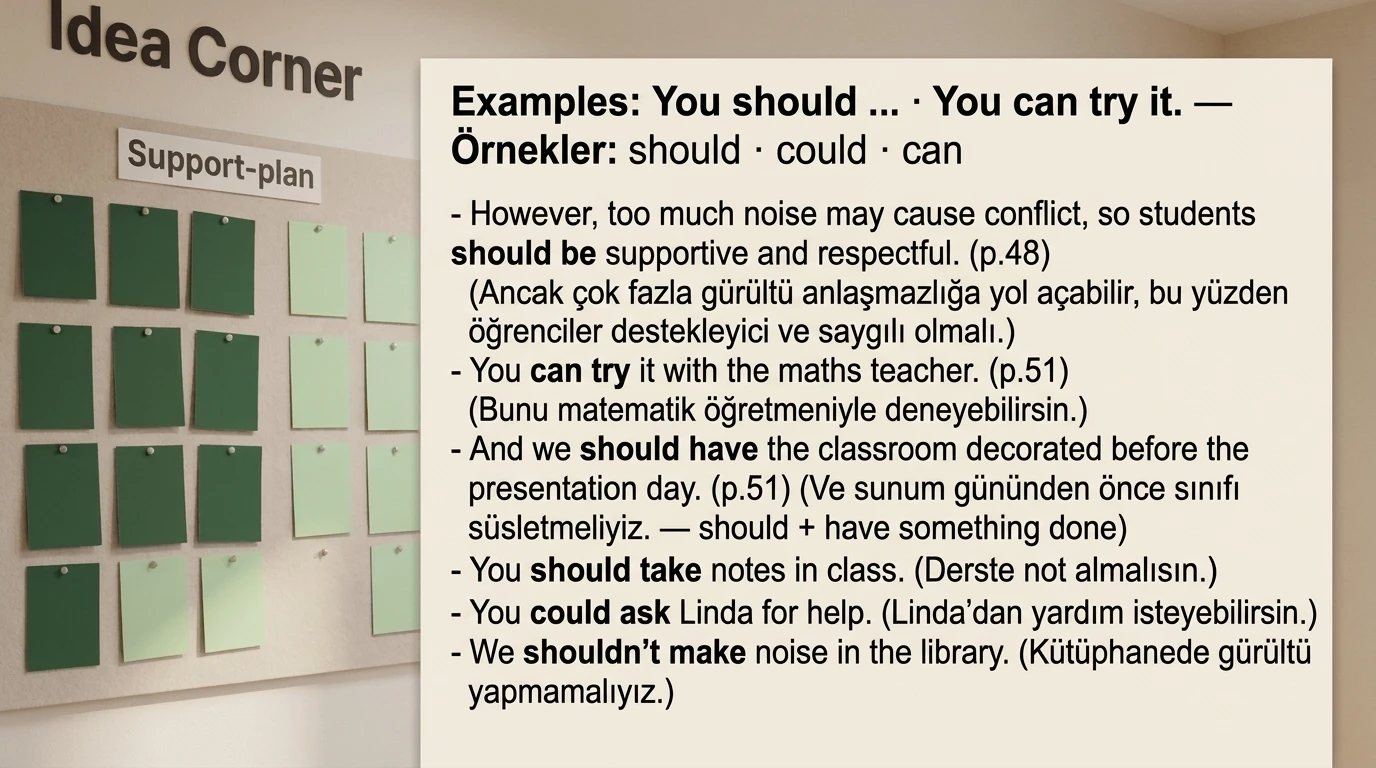 Idea Corner
Support-plan
Examples: You should ... · You can try it. —
Örnekler: should · could · can
- However, too much noise may cause conflict, so students
should be supportive and respectful. (p.48)
(Ancak çok fazla gürültü anlaşmazlığa yol açabilir, bu yüzden
öğrenciler destekleyici ve saygılı olmalı.)
- You can try it with the maths teacher. (p.51)
(Bunu matematik öğretmeniyle deneyebilirsin.)
- And we should have the classroom decorated before the
presentation day. (p.51) (Ve sunum gününden önce sınıfı
süsletmeliyiz. — should + have something done)
- You should take notes in class. (Derste not almalısın.)
- You could ask Linda for help. (Linda’dan yardım isteyebilirsin.)
- We shouldn’t make noise in the library. (Kütüphanede gürültü
yapmamalıyız.)